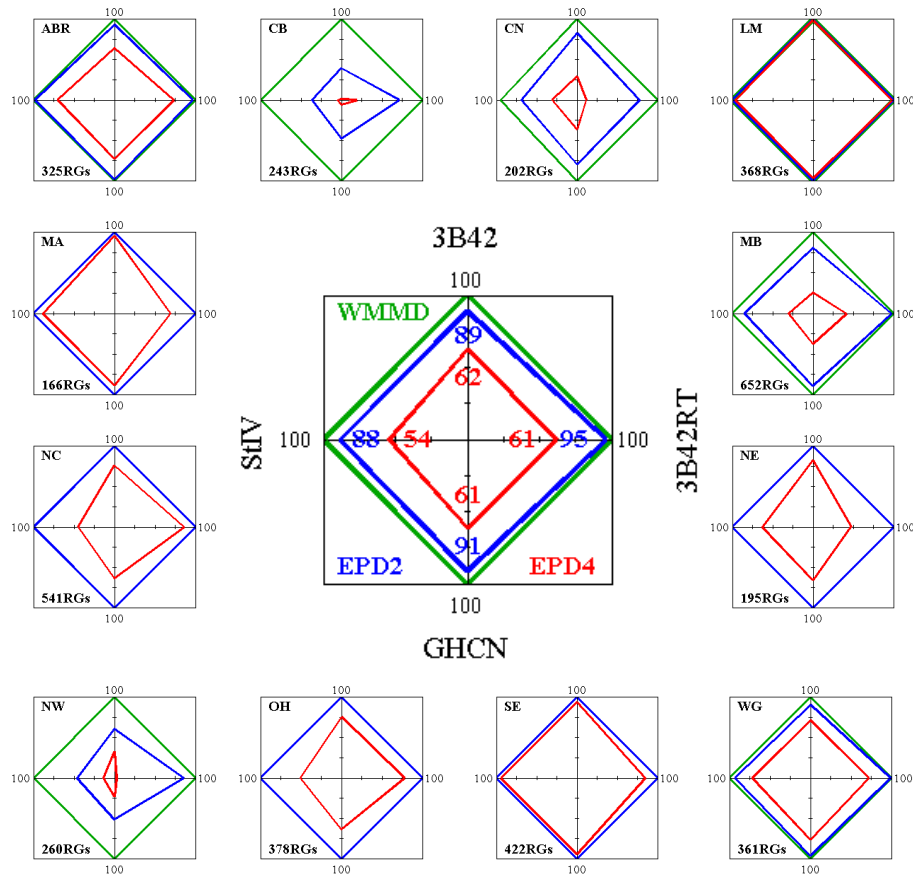 ABR 100 100 100 325RGs 100
CB 100 243RGs 100
CN 100 100 100 202RGs 100
LM 100 100 100 368RGs 100
MA 100 100 100 166RGs 100
3B42
100
WMMD
89
62
StIV 100 88 54 61 95 100 3B42RT
61
91
EPD2 EPD4
100
GHCN
MB 100 100 100 652RGs 100
NC 100 100 100 541RGs 100
NE 100 100 100 195RGs 100
NW 100 100 100 260RGs 100
OH 100 100 378RGs 100
SE 100 100 100 422RGs 100
WG 100 100 100 361RGs 100